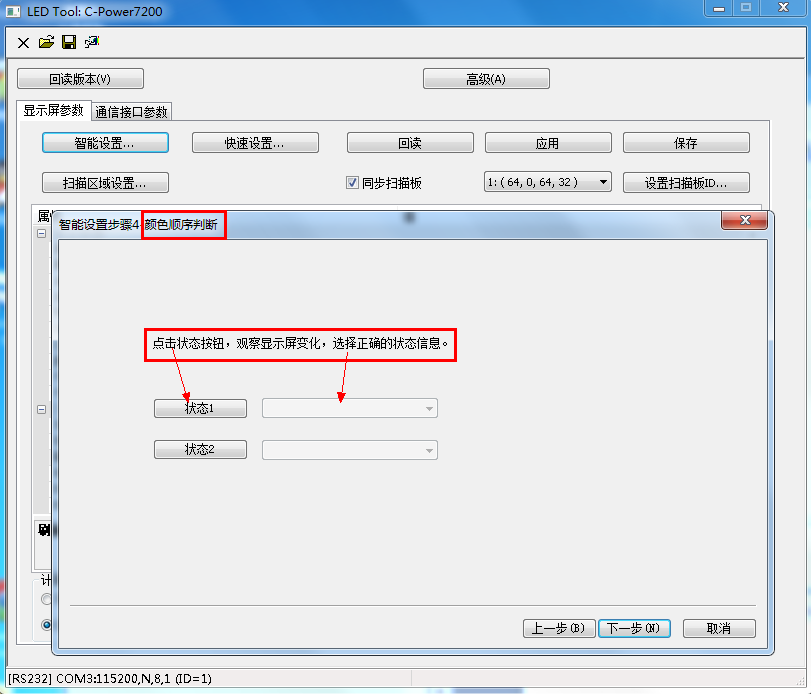 LED Tool: C-Power7200
回读版本(V)
高级(A)
显示屏参数
通信接口参数
智能设置...
快速设置...
回读
应用
保存
扫描区域设置...
同步扫描板
1: ( 64, 0, 64, 32 )
设置扫描板ID...
智能设置步骤4-颜色顺序判断
点击状态按钮，观察显示屏变化，选择正确的状态信息。
状态1
状态2
计
上一步(B)
下一步(N)
取消
[RS232] COM3:115200,N,8,1 (ID=1)